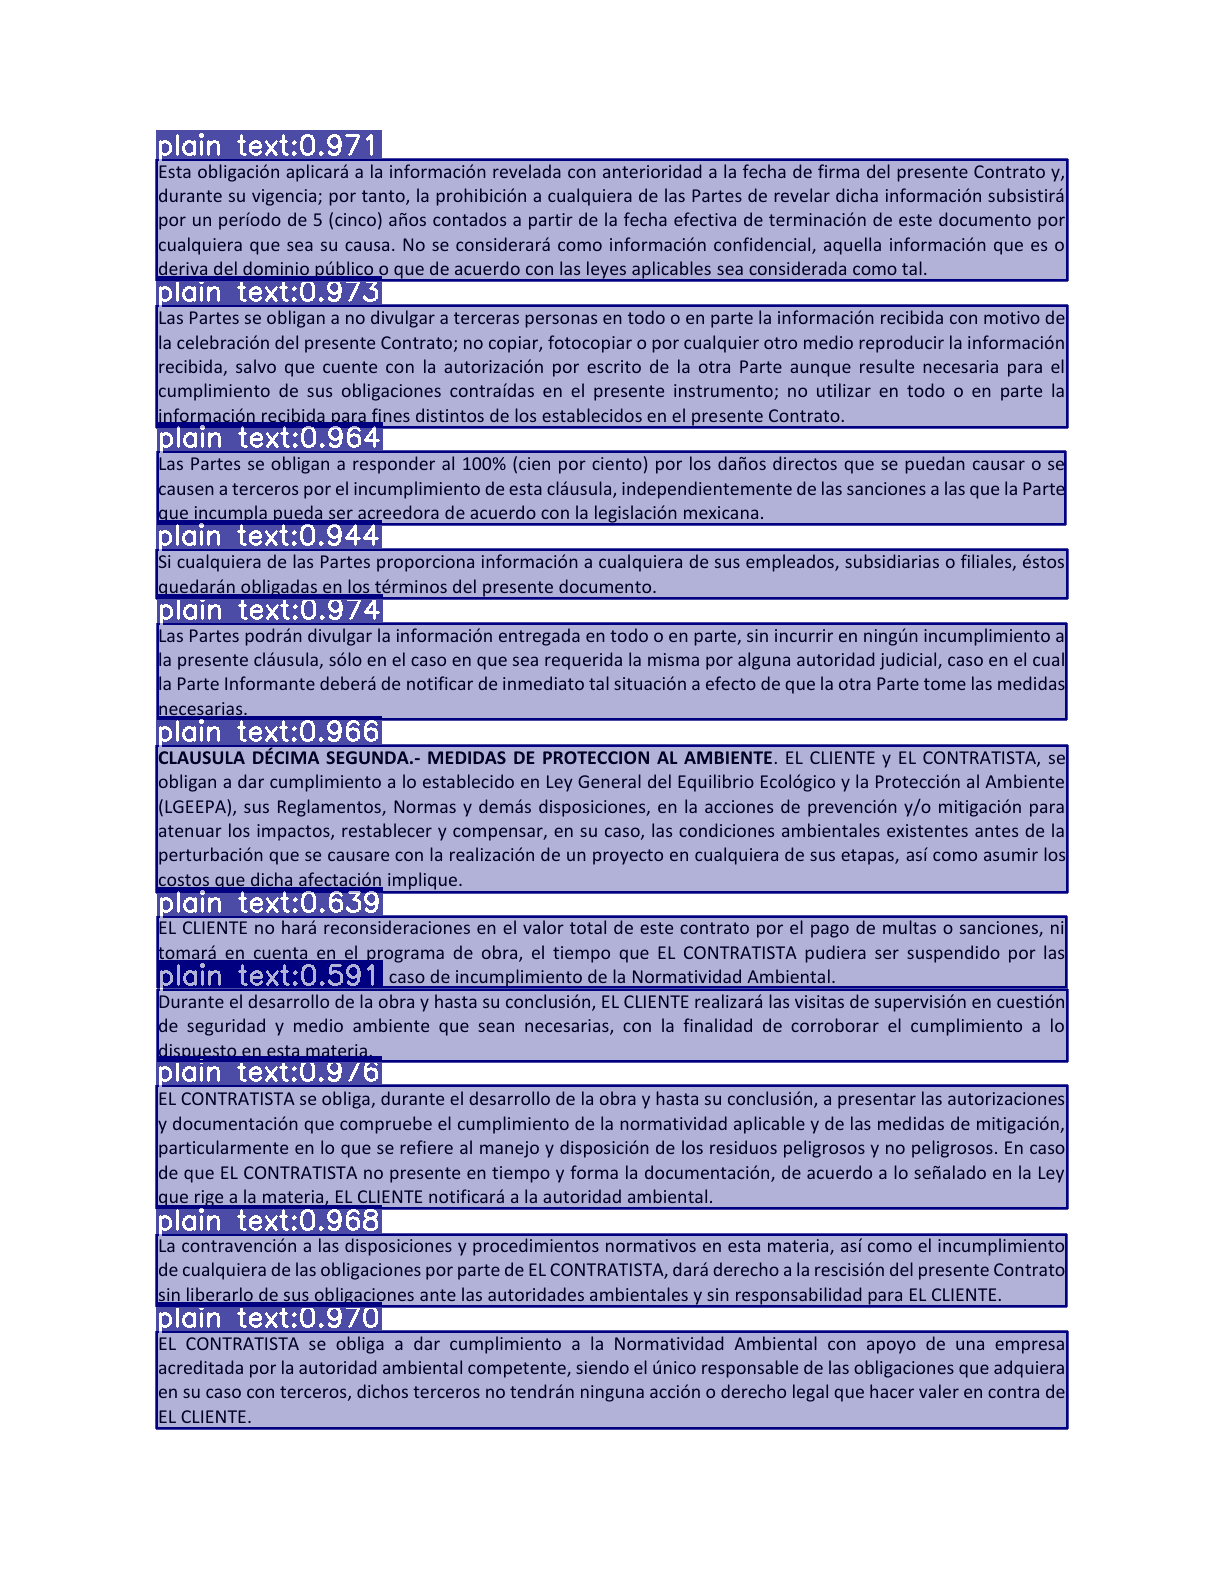 plain text:0.971
Esta obligación aplicará a la información revelada con anterioridad a la fecha de firma del presente Contrato y,
durante su vigencia; por tanto, la prohibición a cualquiera de las Partes de revelar dicha información subsistirá
por un período de 5 (cinco) años contados a partir de la fecha efectiva de terminación de este documento por
cualquiera que sea su causa. No se considerará como información confidencial, aquella información que es o
deriva del dominio público o que de acuerdo con las leyes aplicables sea considerada como tal.
plain text:0.973
Las Partes se obligan a no divulgar a terceras personas en todo o en parte la información recibida con motivo de
la celebración del presente Contrato; no copiar, fotocopiar o por cualquier otro medio reproducir la información
recibida, salvo que cuente con la autorización por escrito de la otra Parte aunque resulte necesaria para el
cumplimiento de sus obligaciones contraídas en el presente instrumento; no utilizar en todo o en parte la
información recibida para fines distintos de los establecidos en el presente Contrato.
plain text:0.964
Las Partes se obligan a responder al 100% (cien por ciento) por los daños directos que se puedan causar o se
causen a terceros por el incumplimiento de esta cláusula, independientemente de las sanciones a las que la Parte
que incumpla pueda ser acreedora de acuerdo con la legislación mexicana.
plain text:0.944
Si cualquiera de las Partes proporciona información a cualquiera de sus empleados, subsidiarias o filiales, éstos
quedarán obligadas en los términos del presente documento.
plain text:0.974
Las Partes podrán divulgar la información entregada en todo o en parte, sin incurrir en ningún incumplimiento a
la presente cláusula, sólo en el caso en que sea requerida la misma por alguna autoridad judicial, caso en el cual
la Parte Informante deberá de notificar de inmediato tal situación a efecto de que la otra Parte tome las medidas
necesarias.
plain text:0.966
CLAUSULA DÉCIMA SEGUNDA.- MEDIDAS DE PROTECCION AL AMBIENTE. EL CLIENTE y EL CONTRATISTA, se
obligan a dar cumplimiento a lo establecido en Ley General del Equilibrio Ecológico y la Protección al Ambiente
(LGEEPA), sus Reglamentos, Normas y demás disposiciones, en la acciones de prevención y/o mitigación para
atenuar los impactos, restablecer y compensar, en su caso, las condiciones ambientales existentes antes de la
perturbación que se causare con la realización de un proyecto en cualquiera de sus etapas, así como asumir los
costos que dicha afectación implique.
plain text:0.639
EL CLIENTE no hará reconsideraciones en el valor total de este contrato por el pago de multas o sanciones, ni
tomará en cuenta en el programa de obra, el tiempo que EL CONTRATISTA pudiera ser suspendido por las
plain text:0.591 caso de incumplimiento de la Normatividad Ambiental.
Durante el desarrollo de la obra y hasta su conclusión, EL CLIENTE realizará las visitas de supervisión en cuestión
de seguridad y medio ambiente que sean necesarias, con la finalidad de corroborar el cumplimiento a lo
dispuesto en esta materia.
plain text:0.976
EL CONTRATISTA se obliga, durante el desarrollo de la obra y hasta su conclusión, a presentar las autorizaciones
y documentación que compruebe el cumplimiento de la normatividad aplicable y de las medidas de mitigación,
particularmente en lo que se refiere al manejo y disposición de los residuos peligrosos y no peligrosos. En caso
de que EL CONTRATISTA no presente en tiempo y forma la documentación, de acuerdo a lo señalado en la Ley
que rige a la materia, EL CLIENTE notificará a la autoridad ambiental.
plain text:0.968
La contravención a las disposiciones y procedimientos normativos en esta materia, así como el incumplimiento
de cualquiera de las obligaciones por parte de EL CONTRATISTA, dará derecho a la rescisión del presente Contrato
sin liberarlo de sus obligaciones ante las autoridades ambientales y sin responsabilidad para EL CLIENTE.
plain text:0.970
EL CONTRATISTA se obliga a dar cumplimiento a la Normatividad Ambiental con apoyo de una empresa
acreditada por la autoridad ambiental competente, siendo el único responsable de las obligaciones que adquiera
en su caso con terceros, dichos terceros no tendrán ninguna acción o derecho legal que hacer valer en contra de
EL CLIENTE.